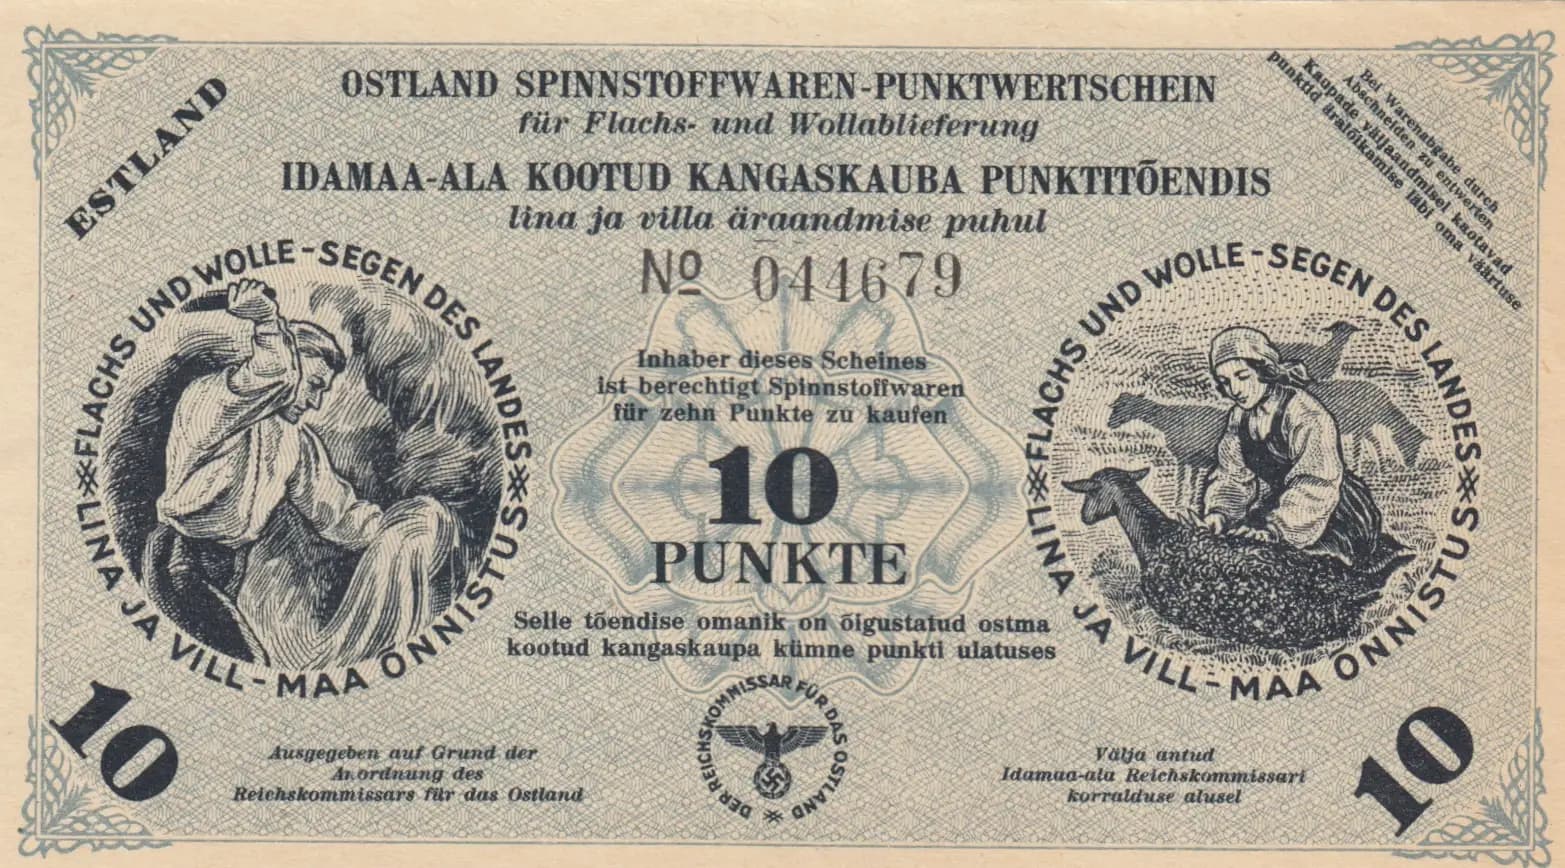 ESTLAND
OSTLAND SPINNSTOFFWAREN-PUNKTWERTSCHEIN
für Flachs- und Wollablieferung
IDAMAA-ALA KOOTUD KANGASKAUBA PUNKTITÕENDIS
lina ja villa äraandmise puhul
Bei Warenabgabe durch
Abschneiden zu entwerten
Kaupade väljaandmisel kaotavad
punktid äralõikamise läbi oma väärtuse
№ 044679
FLACHS UND WOLLE-SEGEN DES LANDES
LINA JA VILL-MAA ÕNNISTUS
Inhaber dieses Scheines
ist berechtigt Spinnstoffwaren
für zehn Punkte zu kaufen
10
PUNKTE
Selle tõendise omanik on õigustatud ostma
kootud kangaskaupa kümne punkti ulatuses
FLACHS UND WOLLE-SEGEN DES LANDES
LINA JA VILL-MAA ÕNNISTUS
10
Ausgegeben auf Grund der
Anordnung des
Reichskommissars für das Ostland
DER REICHSKOMMISSAR FÜR DAS OSTLAND
Välja antud
Idamaa-ala Reichskommissari
korralduse alusel
10